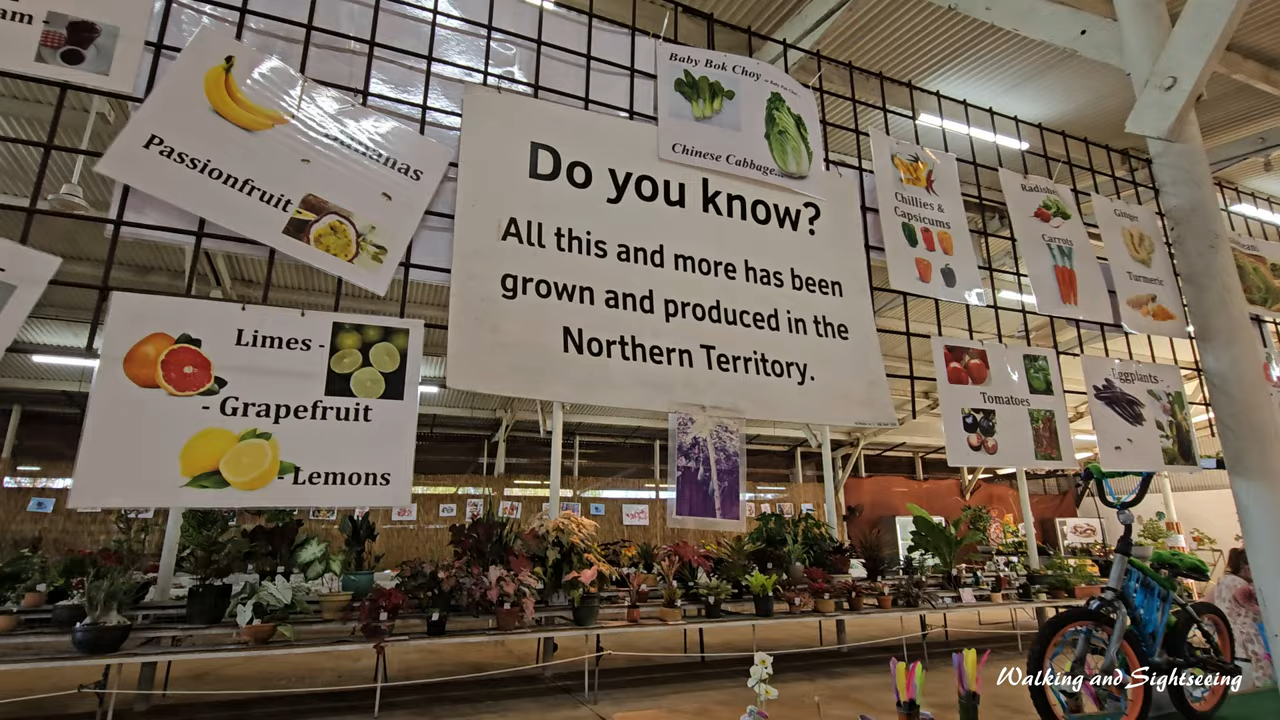 Bananas
Passionfruit
Limes -
- Grapefruit
- Lemons
Baby Bok Choy
Chinese Cabbage...
Do you know?
All this and more has been
grown and produced in the
Northern Territory.
Chillies &
Capsicums
Radishes
Carrots
Ginger
Turmeric
Tomatoes
- Eggplants -
Walking and Sightseeing